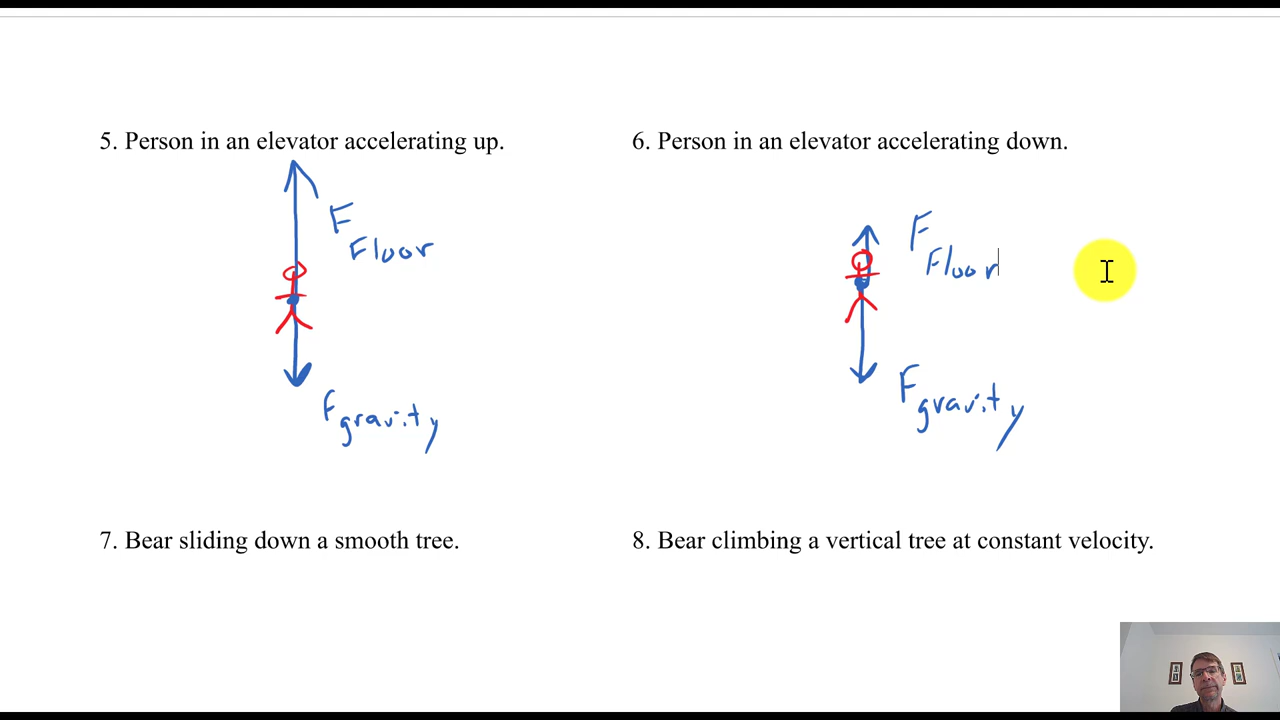 5. Person in an elevator accelerating up.
6. Person in an elevator accelerating down.
F Floor
F Floor
F gravity
F gravity
7. Bear sliding down a smooth tree.
8. Bear climbing a vertical tree at constant velocity.